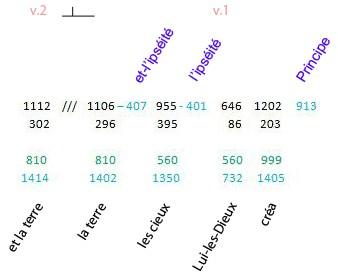 v.2 v.1
et-l'ipséité l'ipséité Principe
1112 /// 1106 – 407 955 - 401 646 1202 913
302 296 395 86 203
810 810 560 560 999
1414 1402 1350 732 1405
et la terre la terre les cieux Lui-les-Dieux créa